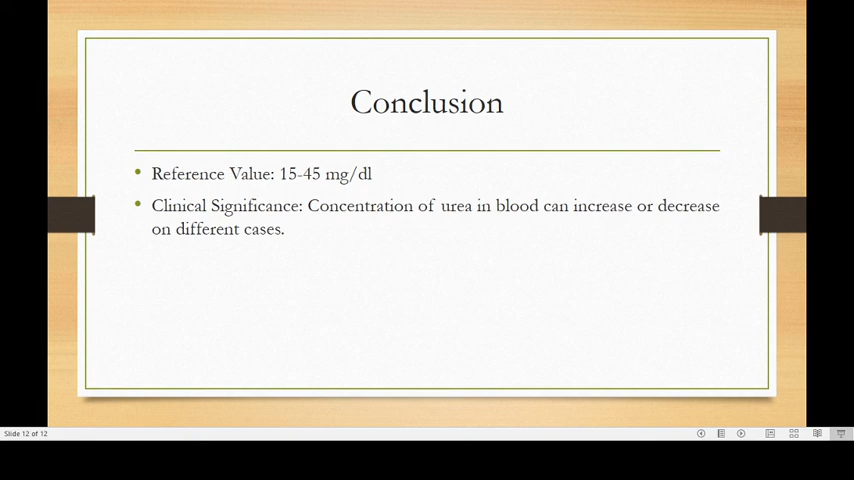 Conclusion
Reference Value: 15-45 mg/dl
Clinical Significance: Concentration of urea in blood can increase or decrease
on different cases.
Slide 12 of 12